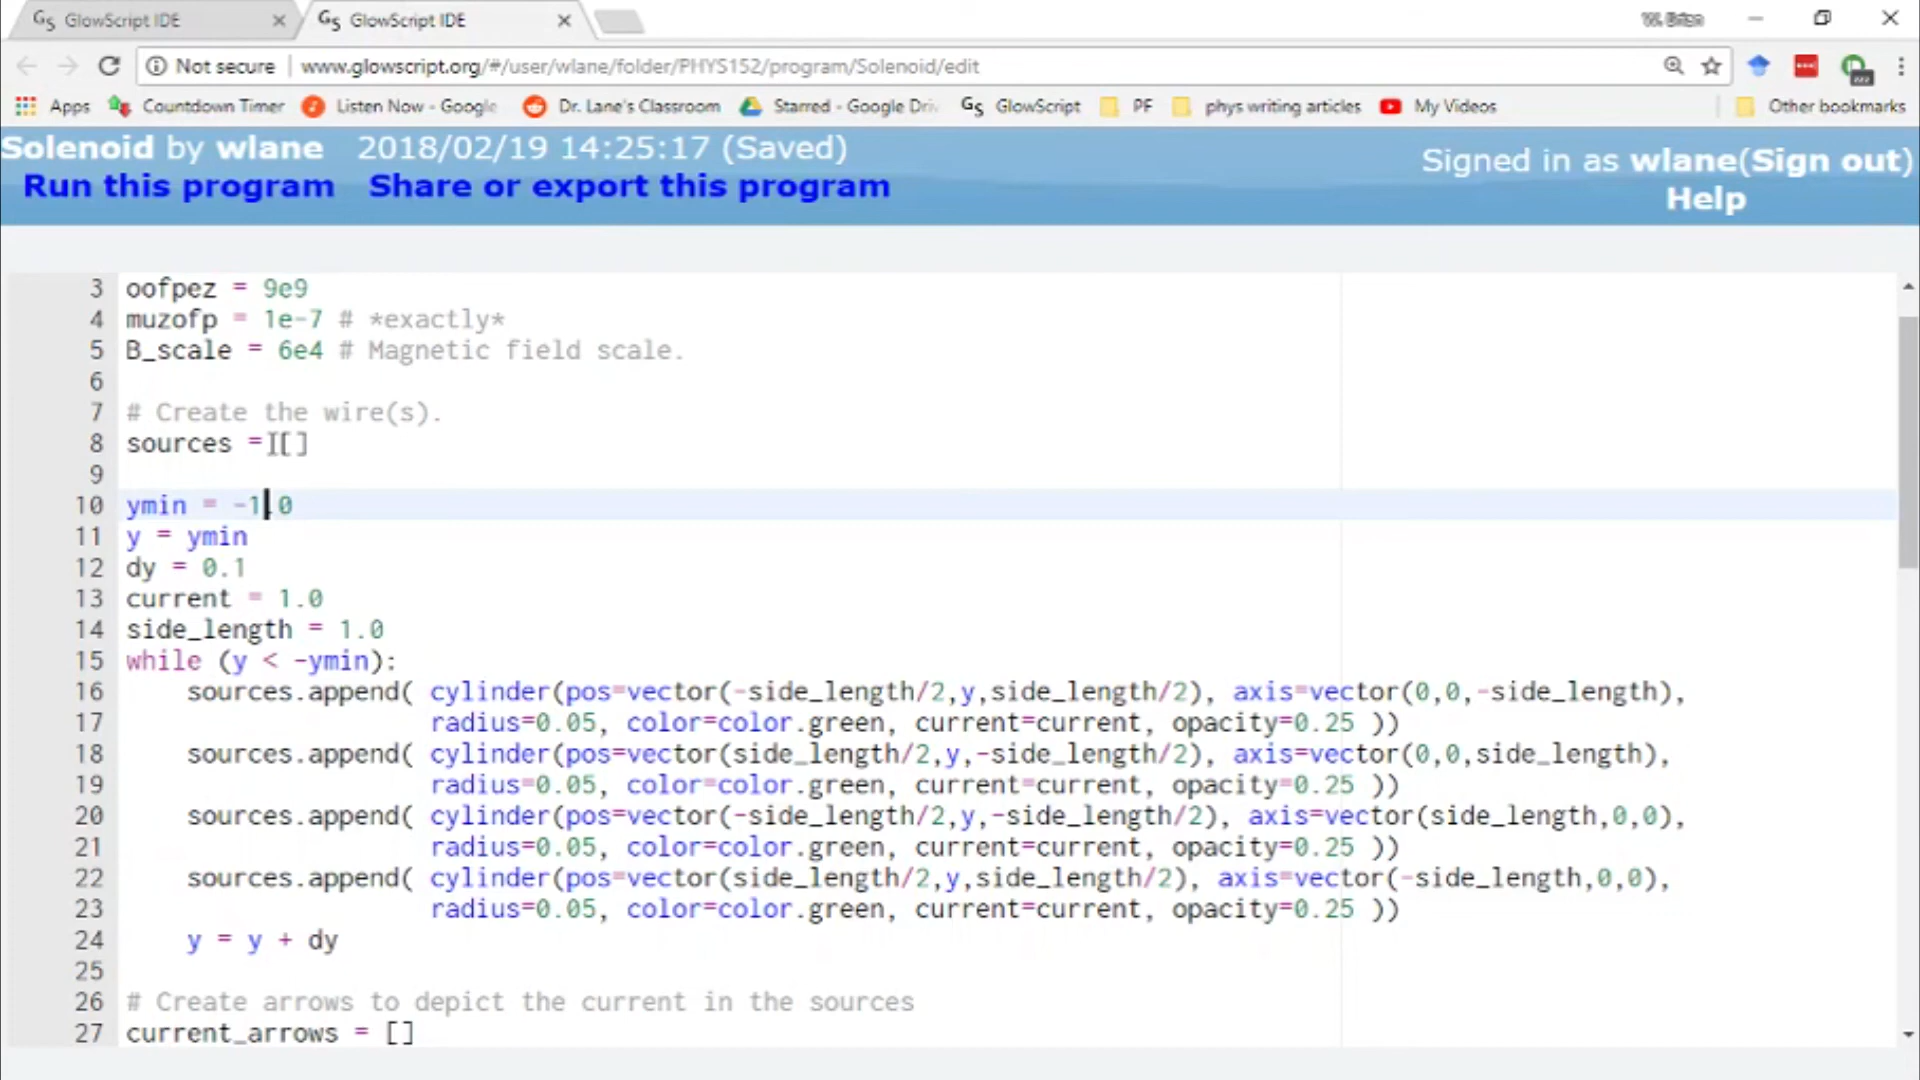 GlowScript IDE
GlowScript IDE
Not secure www.glowscript.org/#/user/wlane/folder/PHYS152/program/Solenoid/edit
Apps Countdown Timer Listen Now - Google Dr. Lane's Classroom Starred - Google Driv GlowScript PF phys writing articles My Videos Other bookmarks
Solenoid by wlane 2018/02/19 14:25:17 (Saved)
Signed in as wlane(Sign out)
Run this program Share or export this program
Help
3 oofpez = 9e9
4 muzofp = 1e-7 # *exactly*
5 B_scale = 6e4 # Magnetic field scale.
6
7 # Create the wire(s).
8 sources = []
9
10 ymin = -1.0
11 y = ymin
12 dy = 0.1
13 current = 1.0
14 side_length = 1.0
15 while (y < -ymin):
16 sources.append( cylinder(pos=vector(-side_length/2,y,side_length/2), axis=vector(0,0,-side_length),
17 radius=0.05, color=color.green, current=current, opacity=0.25 ))
18 sources.append( cylinder(pos=vector(side_length/2,y,-side_length/2), axis=vector(0,0,side_length),
19 radius=0.05, color=color.green, current=current, opacity=0.25 ))
20 sources.append( cylinder(pos=vector(-side_length/2,y,-side_length/2), axis=vector(side_length,0,0),
21 radius=0.05, color=color.green, current=current, opacity=0.25 ))
22 sources.append( cylinder(pos=vector(side_length/2,y,side_length/2), axis=vector(-side_length,0,0),
23 radius=0.05, color=color.green, current=current, opacity=0.25 ))
24 y = y + dy
25
26 # Create arrows to depict the current in the sources
27 current_arrows = []